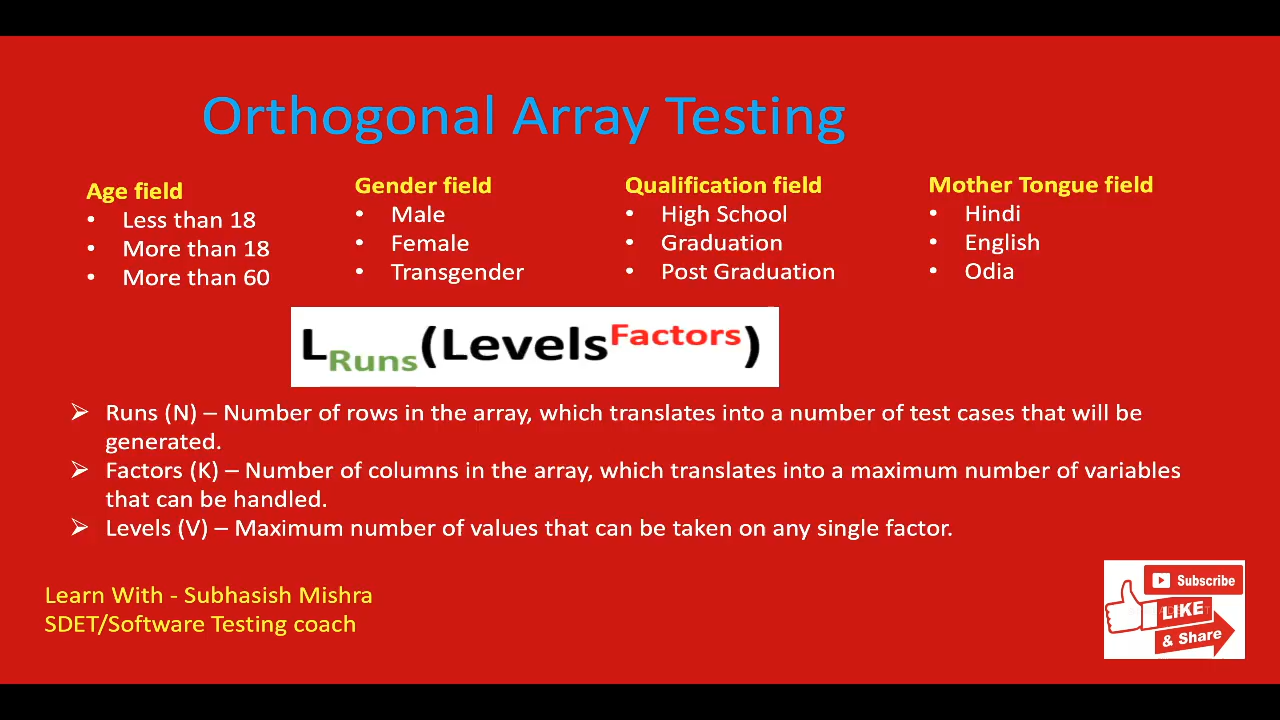 Orthogonal Array Testing
Age field
• Less than 18
• More than 18
• More than 60
Gender field
• Male
• Female
• Transgender
Qualification field
• High School
• Graduation
• Post Graduation
Mother Tongue field
• Hindi
• English
• Odia
LRuns(LevelsFactors)
➢ Runs (N) – Number of rows in the array, which translates into a number of test cases that will be
generated.
➢ Factors (K) – Number of columns in the array, which translates into a maximum number of variables
that can be handled.
➢ Levels (V) – Maximum number of values that can be taken on any single factor.
Learn With - Subhasish Mishra
SDET/Software Testing coach
Subscribe
LIKE
& Share